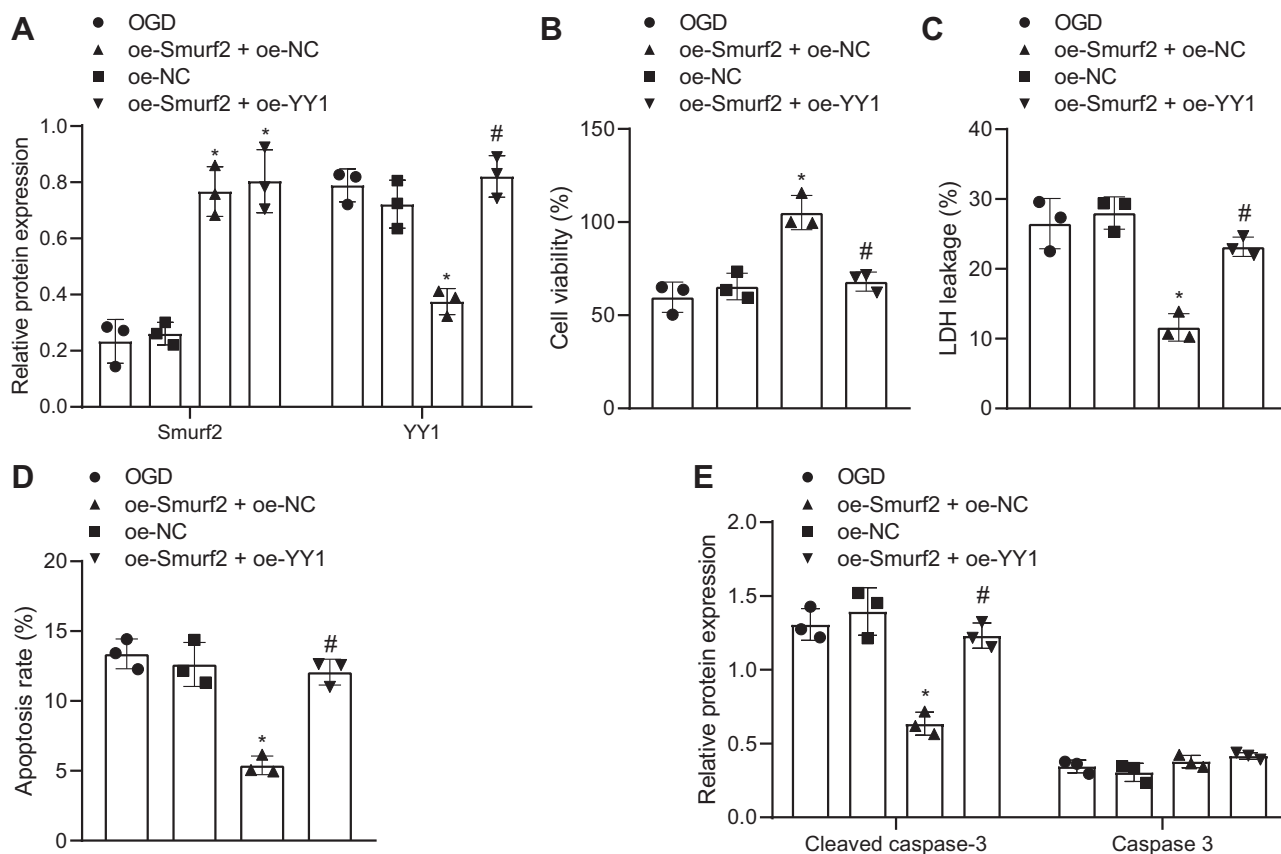 A
OGD
oe-Smurf2 + oe-NC
oe-NC
oe-Smurf2 + oe-YY1
Relative protein expression
1.0
0.8
0.6
0.4
0.2
0.0
* * * #
Smurf2 YY1
B
OGD
oe-Smurf2 + oe-NC
oe-NC
oe-Smurf2 + oe-YY1
Cell viability (%)
150
100
50
0
* #
C
OGD
oe-Smurf2 + oe-NC
oe-NC
oe-Smurf2 + oe-YY1
LDH leakage (%)
40
30
20
10
0
* #
D
OGD
oe-Smurf2 + oe-NC
oe-NC
oe-Smurf2 + oe-YY1
Apoptosis rate (%)
20
15
10
5
0
* #
E
OGD
oe-Smurf2 + oe-NC
oe-NC
oe-Smurf2 + oe-YY1
Relative protein expression
2.0
1.5
1.0
0.5
0.0
* #
Cleaved caspase-3 Caspase 3